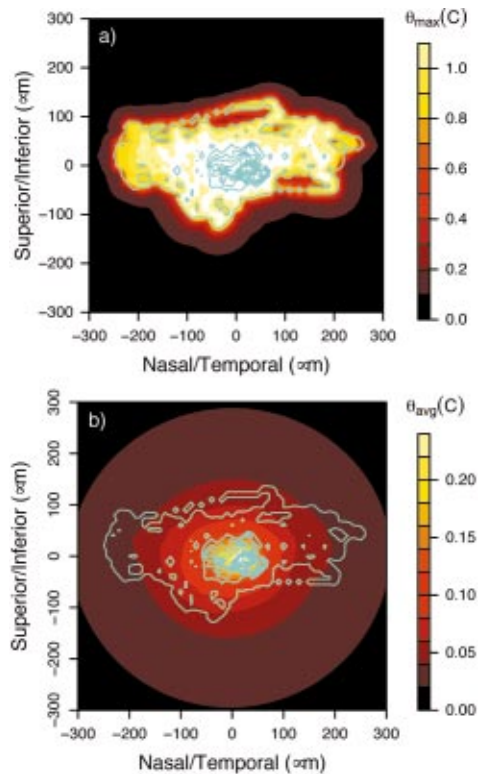 a)
θmax(C)
300
200
100
0
−100
−200
−300
Superior/Inferior (∝m)
−300 −200 −100 0 100 200 300
Nasal/Temporal (∝m)
1.0
0.8
0.6
0.4
0.2
0.0
b)
θavg(C)
300
200
100
0
−100
−200
−300
Superior/Inferior (∝m)
−300 −200 −100 0 100 200 300
Nasal/Temporal (∝m)
0.20
0.15
0.10
0.05
0.00